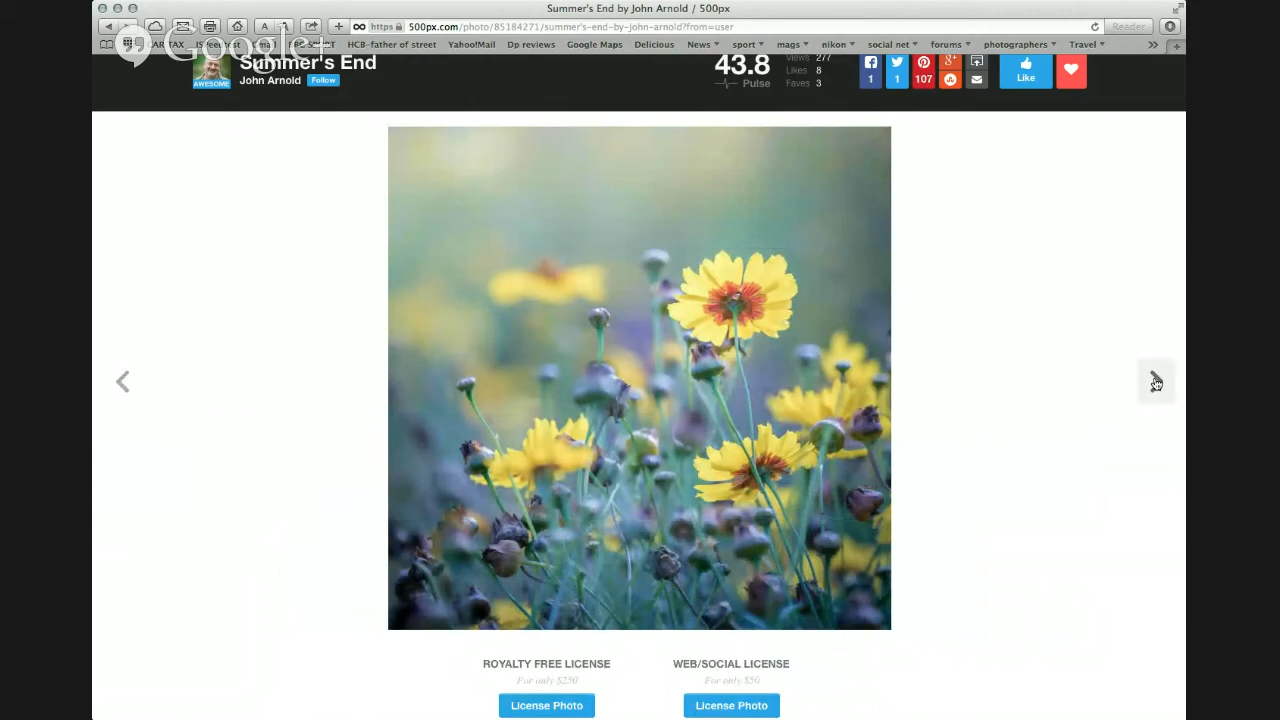 Summer's End by John Arnold / 500px
A A https 500px.com/photo/85184271/summer's-end-by-john-arnold?from=user Reader
HCB-father of street Yahoo!Mail Dp reviews Google Maps Delicious News sport mags nikon social net forums photographers Travel
Google+
Summer's End
John Arnold Follow
AWESOME
43.8
Pulse
Views 277
Likes 8
Faves 3
1 1 107
Like
ROYALTY FREE LICENSE WEB/SOCIAL LICENSE
For only $250 For only $50
License Photo License Photo